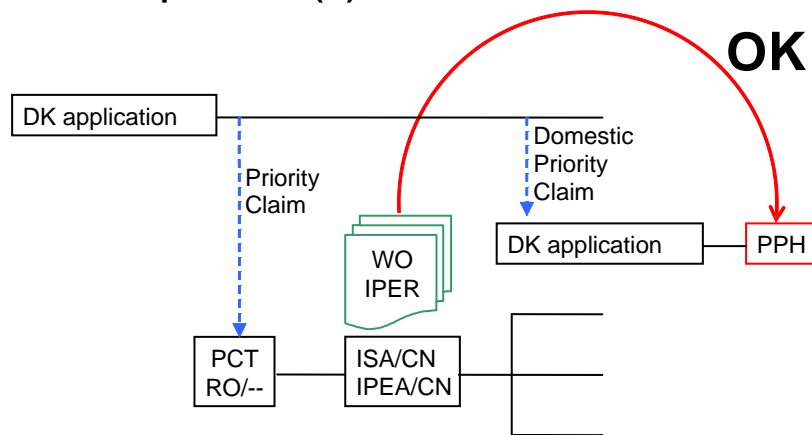 OK
DK application
Priority
Claim
Domestic
Priority
Claim
WO
IPER
DK application
PPH
PCT
RO/--
ISA/CN
IPEA/CN